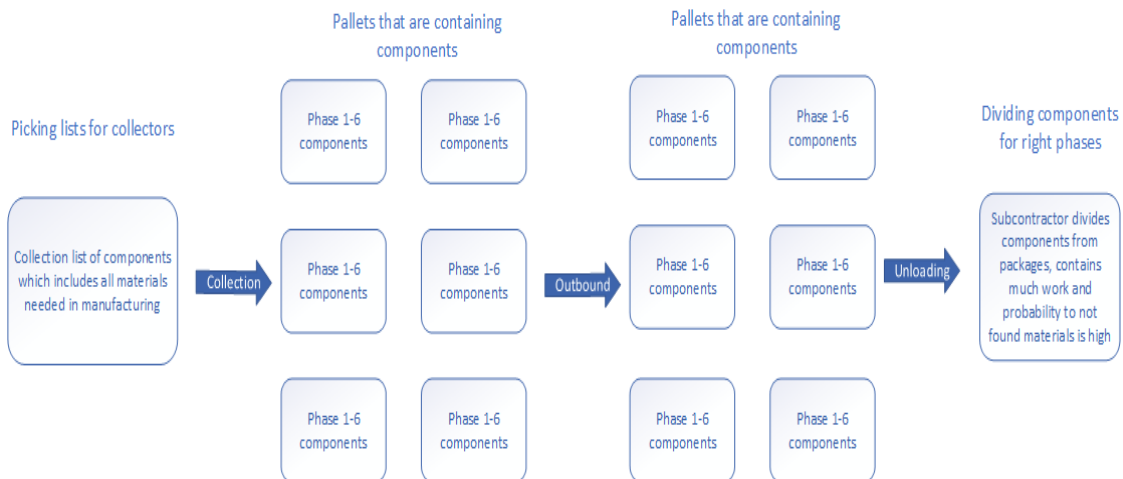 Picking lists for collectors
Collection list of components
which includes all materials
needed in manufacturing
Collection
Pallets that are containing
components
Phase 1-6
components
Phase 1-6
components
Phase 1-6
components
Phase 1-6
components
Phase 1-6
components
Phase 1-6
components
Outbound
Pallets that are containing
components
Phase 1-6
components
Phase 1-6
components
Phase 1-6
components
Phase 1-6
components
Phase 1-6
components
Phase 1-6
components
Unloading
Dividing components
for right phases
Subcontractor divides
components from
packages, contains
much work and
probability to not
found materials is high